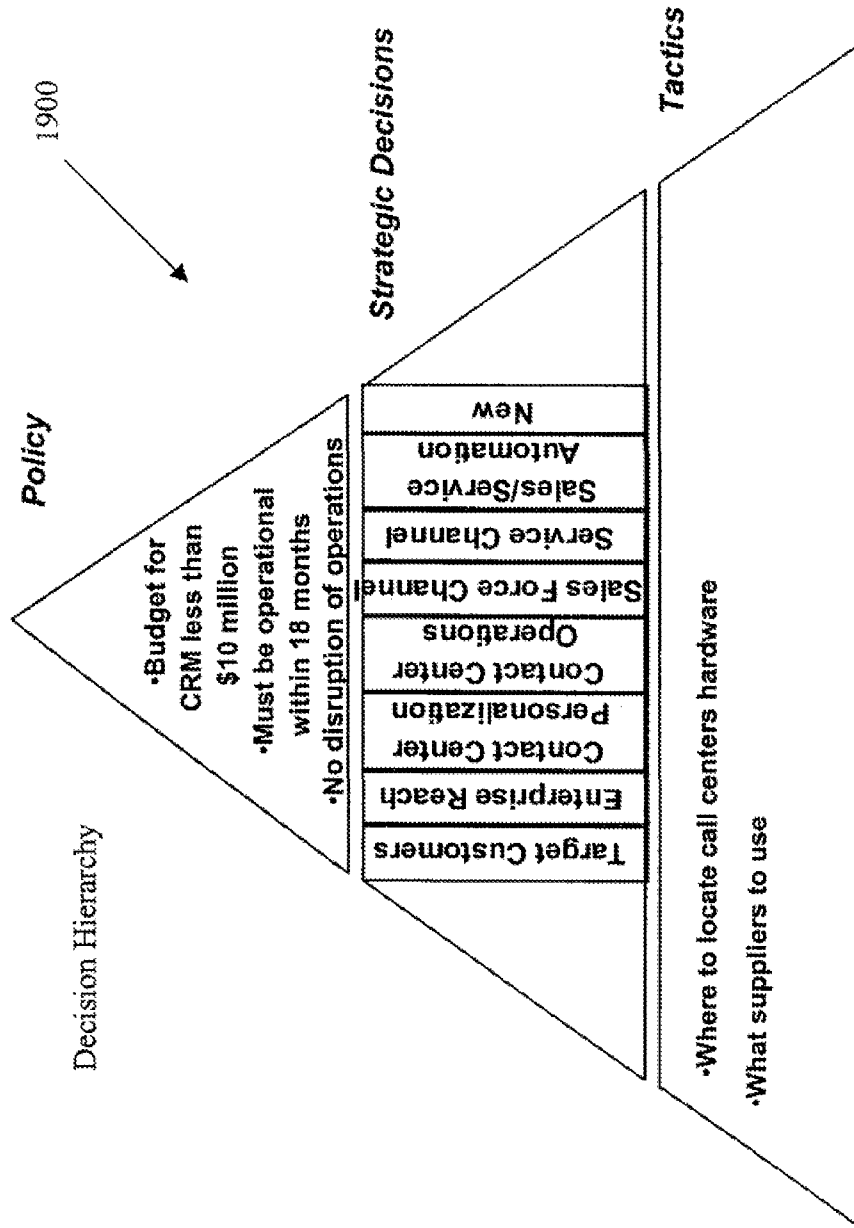 Decision Hierarchy
1900
Policy
•Budget for
CRM less than
$10 million
•Must be operational
within 18 months
•No disruption of operations
Strategic Decisions
Target Customers
Enterprise Reach
Contact Center
Personalization
Contact Center
Operations
Sales Force Channel
Service Channel
Sales/Service
Automation
New
Tactics
•Where to locate call centers hardware
•What suppliers to use